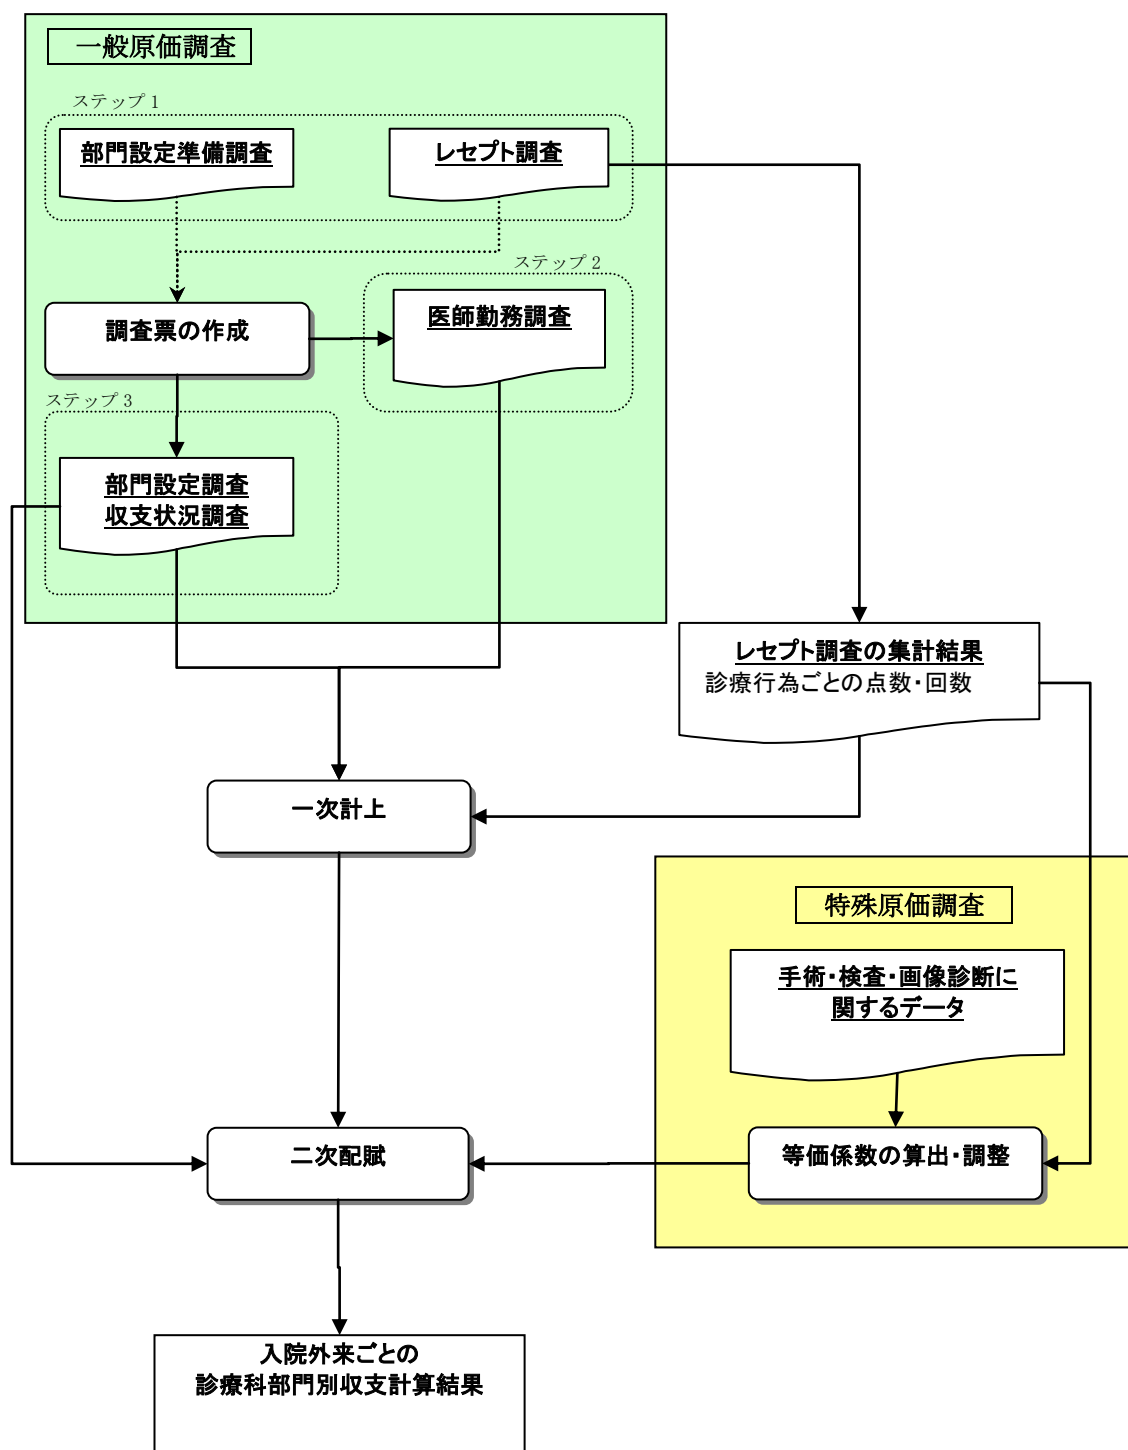 一般原価調査
ステップ 1
部門設定準備調査
レセプト調査
ステップ 2
調査票の作成
医師勤務調査
ステップ 3
部門設定調査
収支状況調査
レセプト調査の集計結果
診療行為ごとの点数・回数
一次計上
特殊原価調査
手術・検査・画像診断に
関するデータ
二次配賦
等価係数の算出・調整
入院外来ごとの
診療科部門別収支計算結果